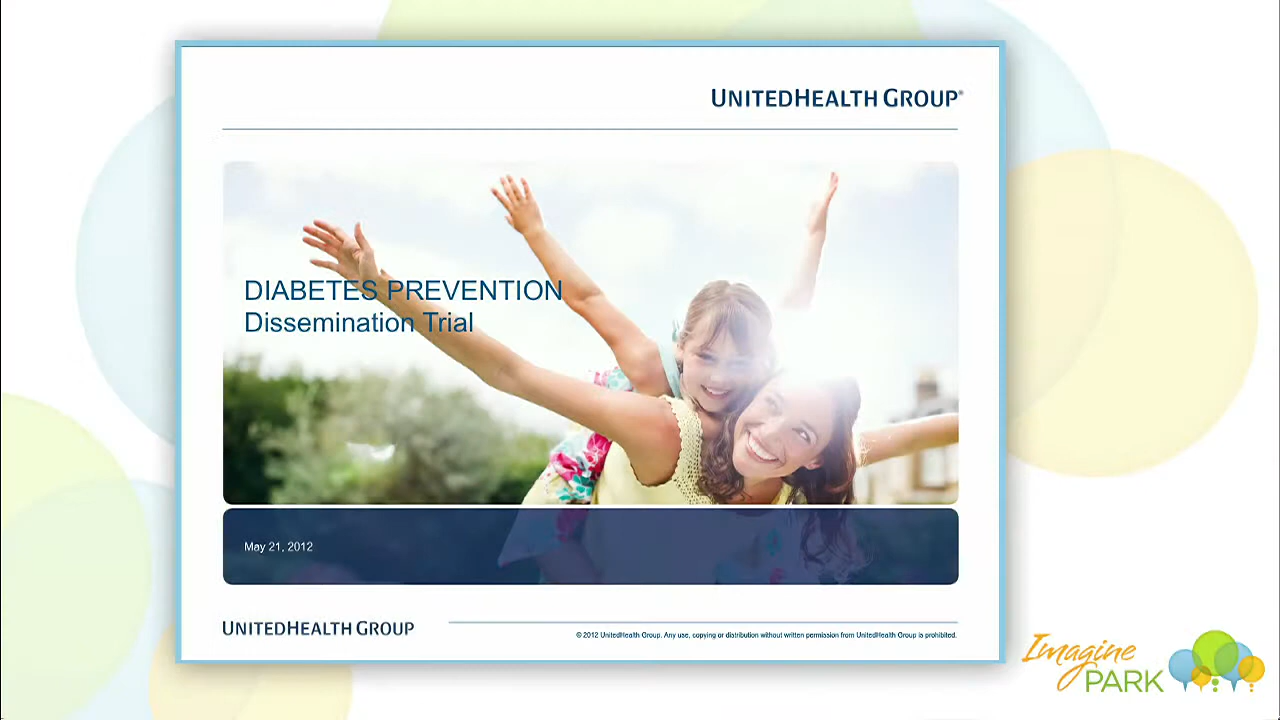 UNITEDHEALTH GROUP®
DIABETES PREVENTION
Dissemination Trial
May 21, 2012
UNITEDHEALTH GROUP
© 2012 UnitedHealth Group. Any use, copying or distribution without written permission from UnitedHealth Group is prohibited.
Imagine
PARK